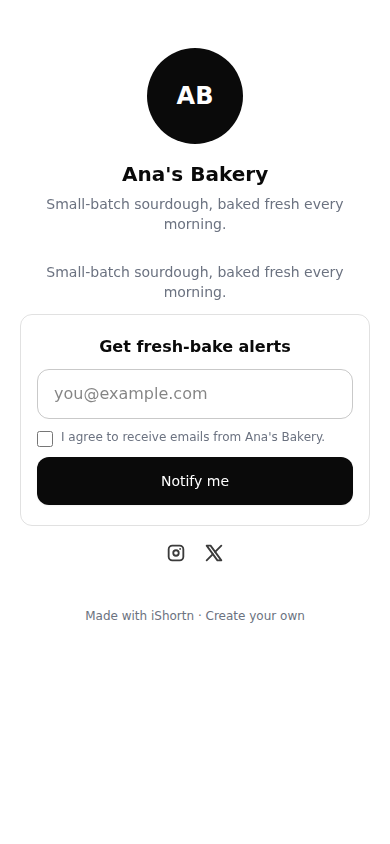 AB
Ana's Bakery
Small-batch sourdough, baked fresh every
morning.
Small-batch sourdough, baked fresh every
morning.
Get fresh-bake alerts
you@example.com
I agree to receive emails from Ana's Bakery.
Notify me
Made with iShortn · Create your own